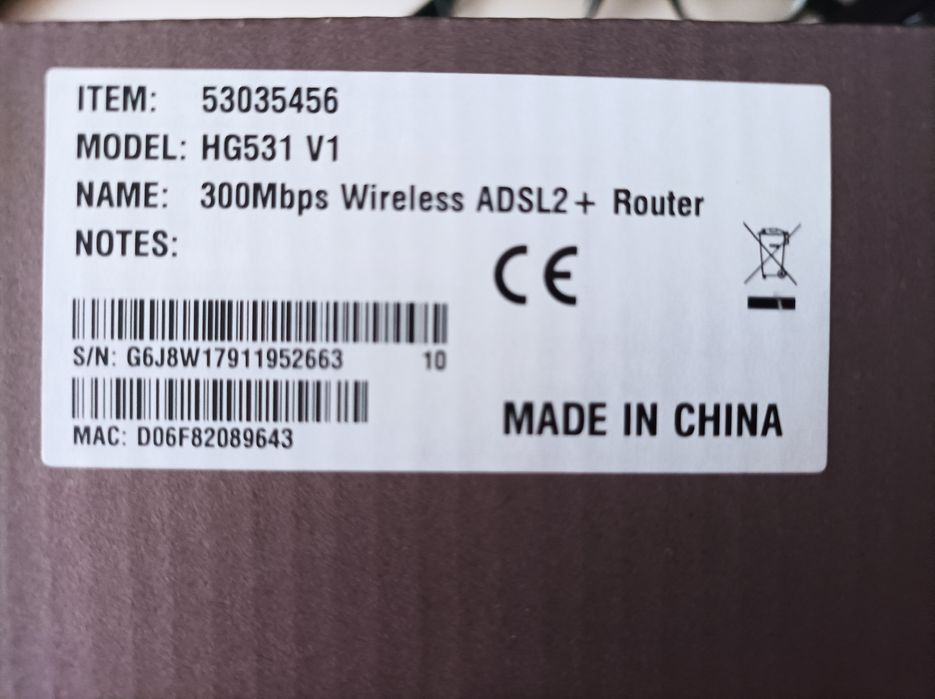 ITEM: 53035456
MODEL: HG531 V1
NAME: 300Mbps Wireless ADSL2+ Router
NOTES:
CE
S/N: G6J8W17911952663 10
MAC: D06F82089643
MADE IN CHINA